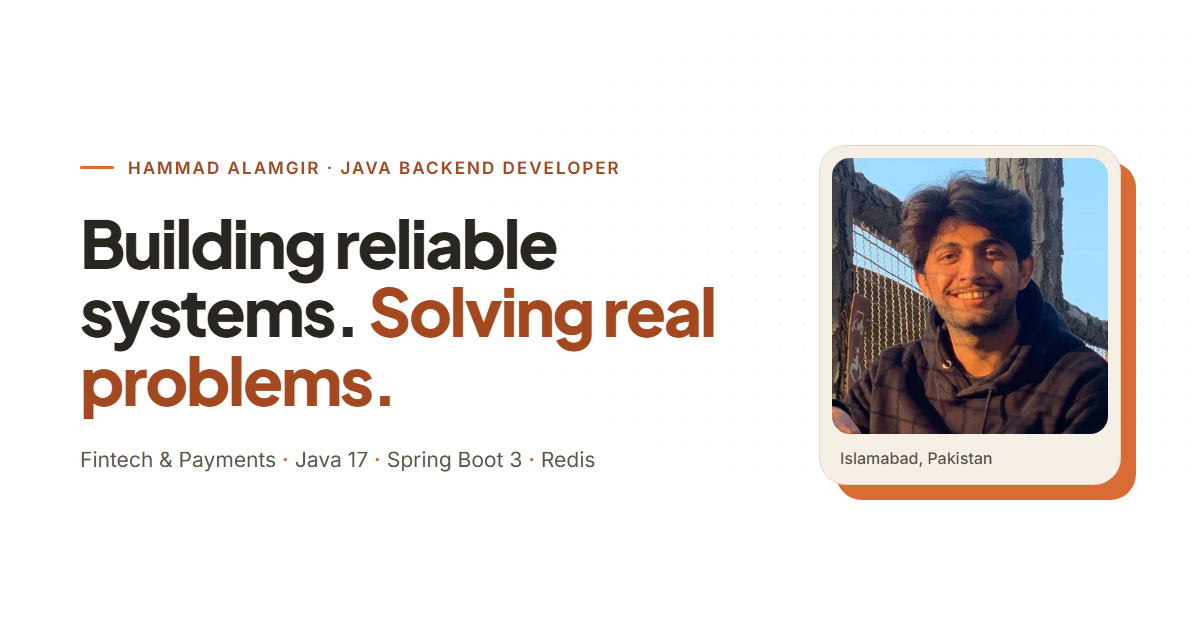 HAMMAD ALAMGIR · JAVA BACKEND DEVELOPER
Building reliable
systems. Solving real
problems.
Fintech & Payments · Java 17 · Spring Boot 3 · Redis
Islamabad, Pakistan